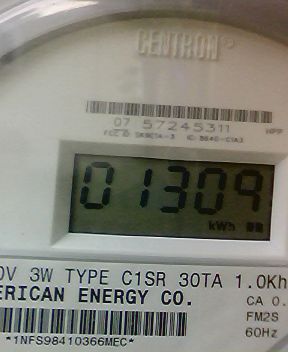 CENTRON®
07 57245311
01309
kWh
0V 3W TYPE C1SR 30TA 1.0Kh
ERICAN ENERGY CO.
CA 0.
FM2S
60Hz
*1NFS98410366MEC*